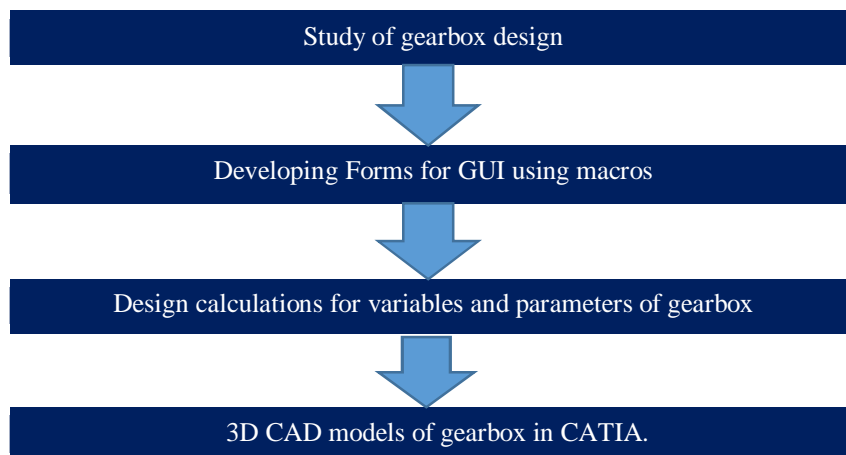 Study of gearbox design
Developing Forms for GUI using macros
Design calculations for variables and parameters of gearbox
3D CAD models of gearbox in CATIA.